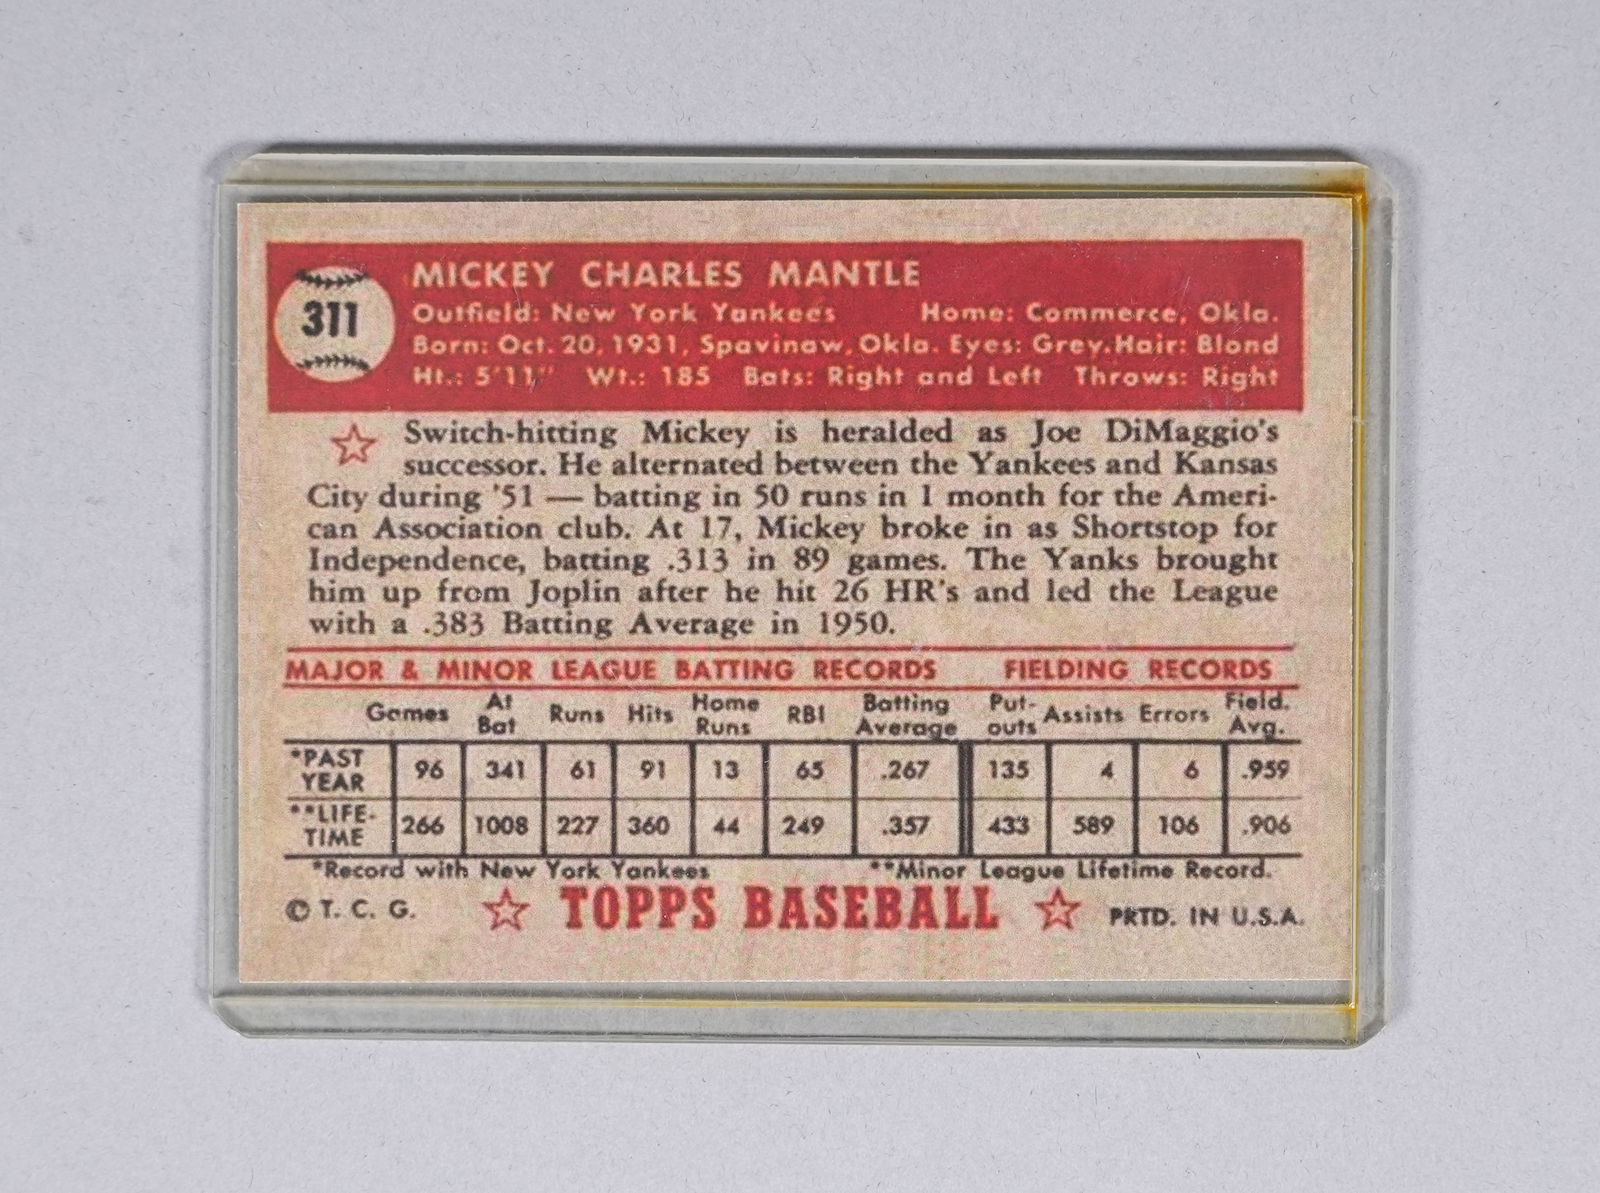 311
MICKEY CHARLES MANTLE
Outfield: New York Yankees Home: Commerce, Okla.
Born: Oct. 20, 1931, Spavinaw, Okla. Eyes: Grey. Hair: Blond
Ht.: 5'11" Wt.: 185 Bats: Right and Left Throws: Right
Switch-hitting Mickey is heralded as Joe DiMaggio's
successor. He alternated between the Yankees and Kansas
City during '51 — batting in 50 runs in 1 month for the Ameri-
can Association club. At 17, Mickey broke in as Shortstop for
Independence, batting .313 in 89 games. The Yanks brought
him up from Joplin after he hit 26 HR's and led the League
with a .383 Batting Average in 1950.
MAJOR & MINOR LEAGUE BATTING RECORDS FIELDING RECORDS
Games At Bat Runs Hits Home Runs RBI Batting Average Put-outs Assists Errors Field. Avg.
*PAST YEAR 96 341 61 91 13 65 .267 135 4 6 .959
**LIFE-TIME 266 1008 227 360 44 249 .357 433 589 106 .906
*Record with New York Yankees **Minor League Lifetime Record.
© T. C. G. TOPPS BASEBALL PRTD. IN U.S.A.